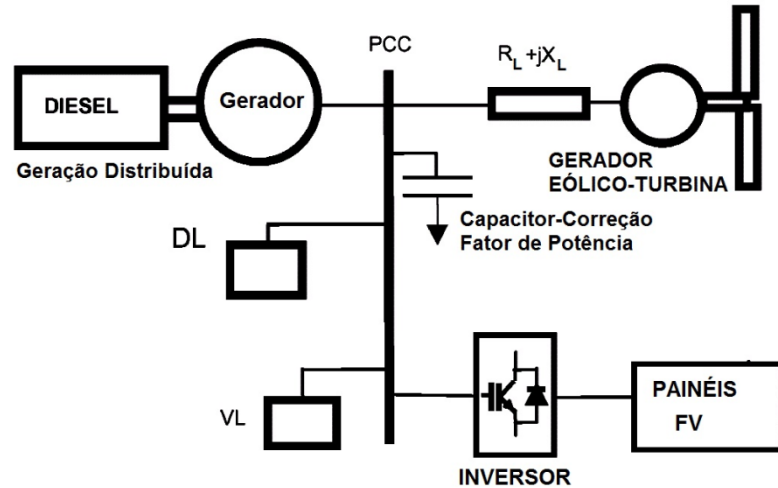 PCC
R_L+jX_L
DIESEL
Gerador
Geração Distribuída
GERADOR
EÓLICO-TURBINA
Capacitor-Correção
Fator de Potência
DL
VL
PAINÉIS
FV
INVERSOR